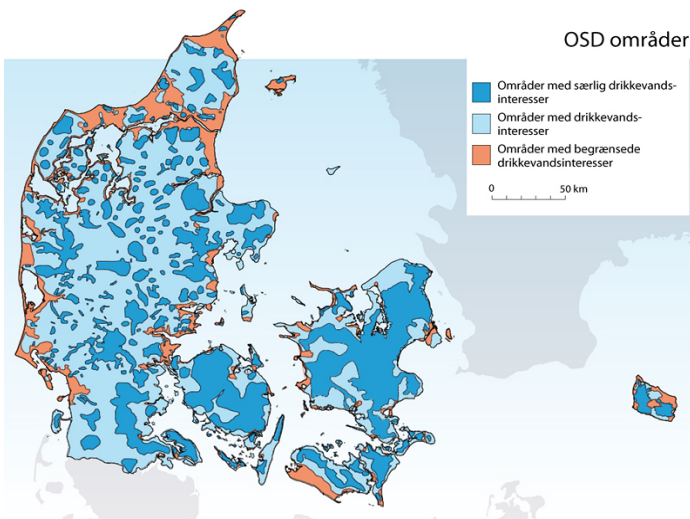 OSD områder
Områder med særlig drikkevands-
interesser
Områder med drikkevands-
interesser
Områder med begrænsede
drikkevandsinteresser
0 50 km